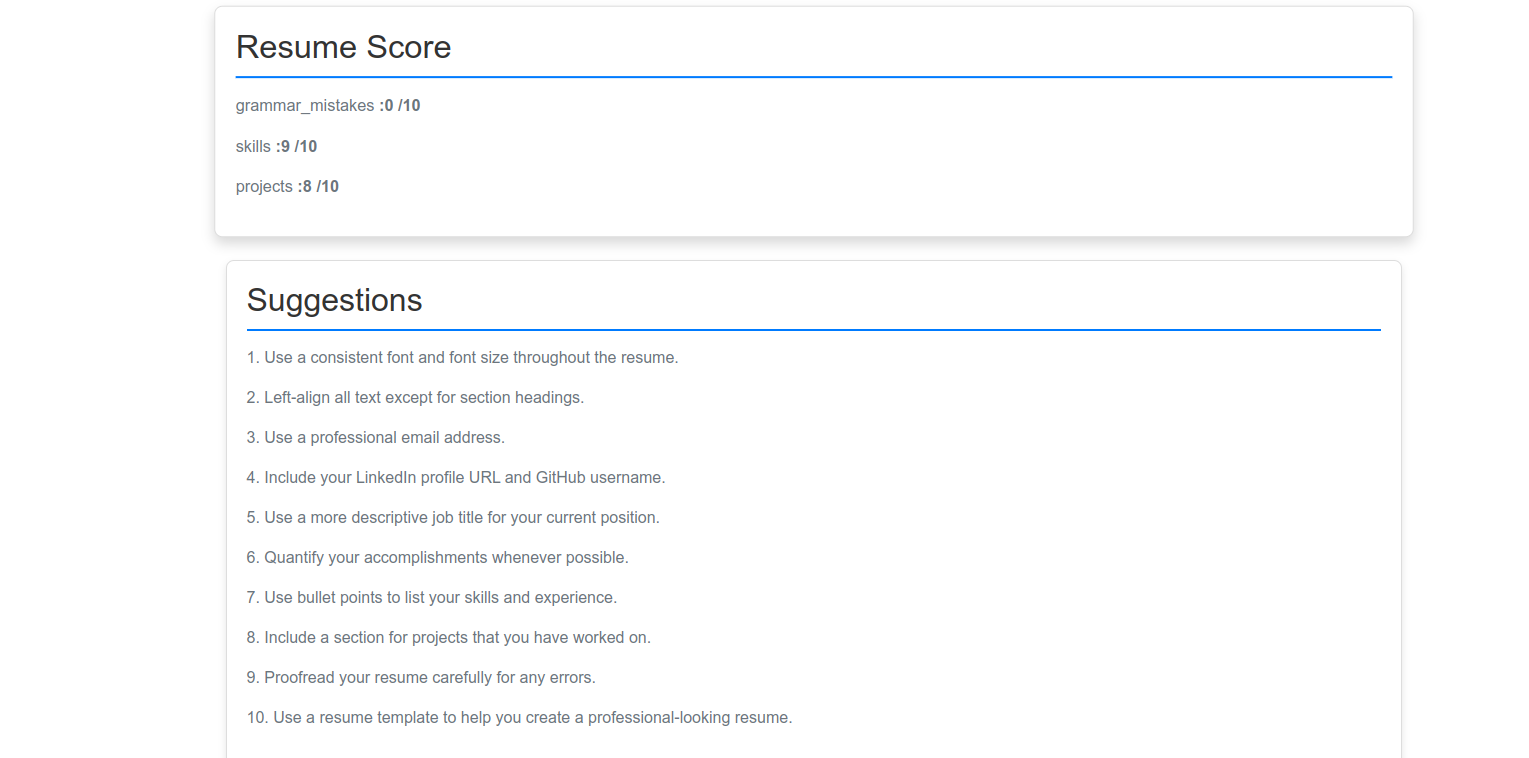 Resume Score
grammar_mistakes :0 /10
skills :9 /10
projects :8 /10
Suggestions
1. Use a consistent font and font size throughout the resume.
2. Left-align all text except for section headings.
3. Use a professional email address.
4. Include your LinkedIn profile URL and GitHub username.
5. Use a more descriptive job title for your current position.
6. Quantify your accomplishments whenever possible.
7. Use bullet points to list your skills and experience.
8. Include a section for projects that you have worked on.
9. Proofread your resume carefully for any errors.
10. Use a resume template to help you create a professional-looking resume.